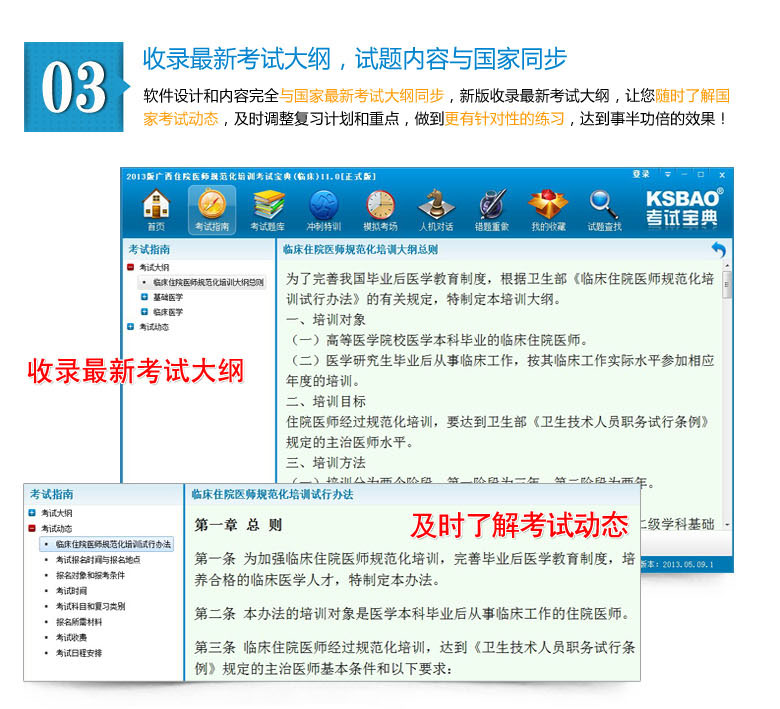 03
收录最新考试大纲，试题内容与国家同步
软件设计和内容完全与国家最新考试大纲同步，新版收录最新考试大纲，让您随时了解国
家考试动态，及时调整复习计划和重点，做到更有针对性的练习，达到事半功倍的效果！
2013版广西住院医师规范化培训考试宝典(临床)11.0[正式版]
登录
首页 考试指南 考试题库 冲刺特训 模拟考场 人机对话 错题重做 我的收藏 试题查找
KSBAO®
考试宝典
考试指南
考试大纲
临床住院医师规范化培训大纲总则
基础医学
临床医学
考试动态
临床住院医师规范化培训大纲总则
为了完善我国毕业后医学教育制度，根据卫生部《临床住院医师规范化培
训试行办法》的有关规定，特制定本培训大纲。
一、培训对象
（一）高等医学院校医学本科毕业的临床住院医师。
（二）医学研究生毕业后从事临床工作，按其临床工作实际水平参加相应
年度的培训。
二、培训目标
住院医师经过规范化培训，要达到卫生部《卫生技术人员职务试行条例》
规定的主治医师水平。
三、培训方法
（一）培训分为两个阶段，第一阶段为三年，第二阶段为两年。
二级学科基础
版本：2013.05.09.1
收录最新考试大纲
考试指南
考试大纲
考试动态
临床住院医师规范化培训试行办法
考试报名时间与报名地点
报名对象和报考条件
考试时间
考试科目和复习类别
报名所需材料
考试收费
考试日程安排
临床住院医师规范化培训试行办法
及时了解考试动态
第一章 总 则
第一条 为加强临床住院医师规范化培训，完善毕业后医学教育制度，培
养合格的临床医学人才，特制定本办法。
第二条 本办法的培训对象是医学本科毕业后从事临床工作的住院医师。
第三条 临床住院医师经过规范化培训，达到《卫生技术人员职务试行条
例》规定的主治医师基本条件和以下要求：